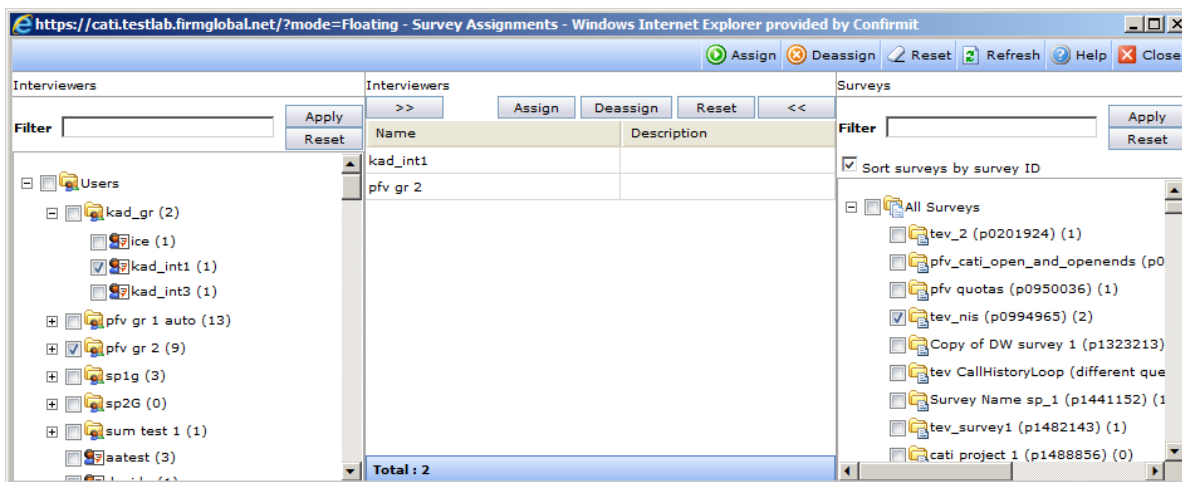 https://cati.testlab.firmglobal.net/?mode=Floating - Survey Assignments - Windows Internet Explorer provided by Confirmit
Assign Deassign Reset Refresh Help Close
Interviewers
Filter
Apply
Reset
Users
kad_gr (2)
ice (1)
kad_int1 (1)
kad_int3 (1)
pfv gr 1 auto (13)
pfv gr 2 (9)
sp1g (3)
sp2G (0)
sum test 1 (1)
aatest (3)
Interviewers
>> Assign Deassign Reset <<
Name Description
kad_int1
pfv gr 2
Total : 2
Surveys
Filter
Apply
Reset
Sort surveys by survey ID
All Surveys
tev_2 (p0201924) (1)
pfv_cati_open_and_openends (p0
pfv quotas (p0950036) (1)
tev_nis (p0994965) (2)
Copy of DW survey 1 (p1323213)
tev CallHistoryLoop (different que
Survey Name sp_1 (p1441152) (1
tev_survey1 (p1482143) (1)
cati project 1 (p1488856) (0)